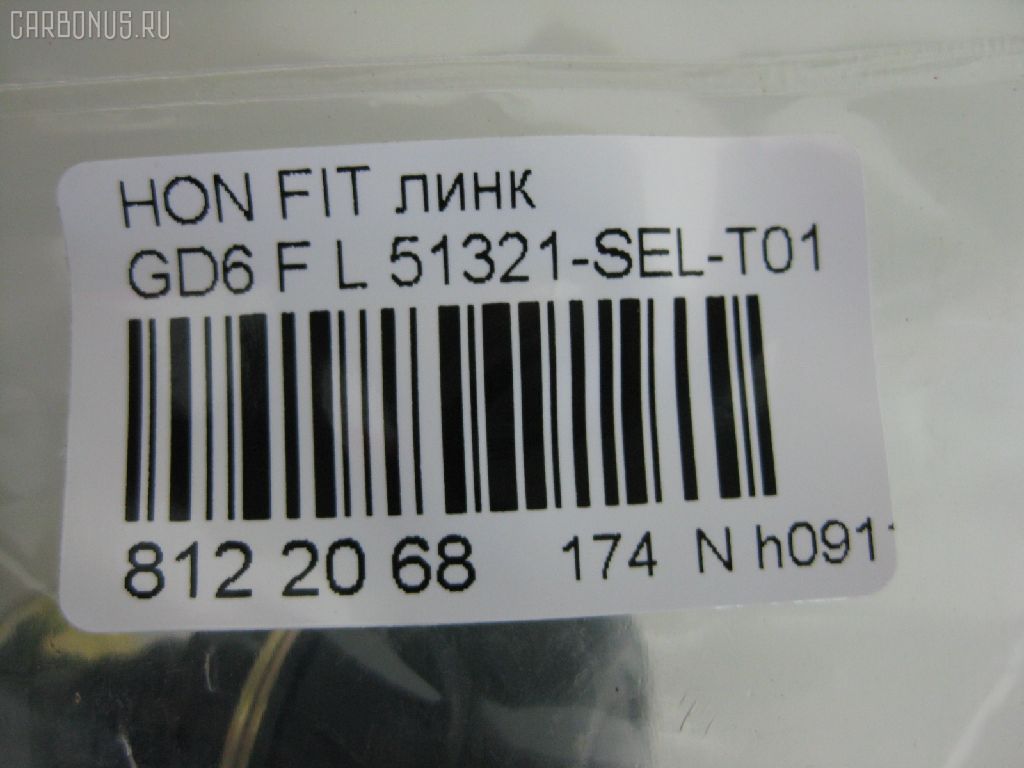 CARBONUS.RU
HON FIT линк
GD6 F L 51321-SEL-T01
812 20 68 174 N h091